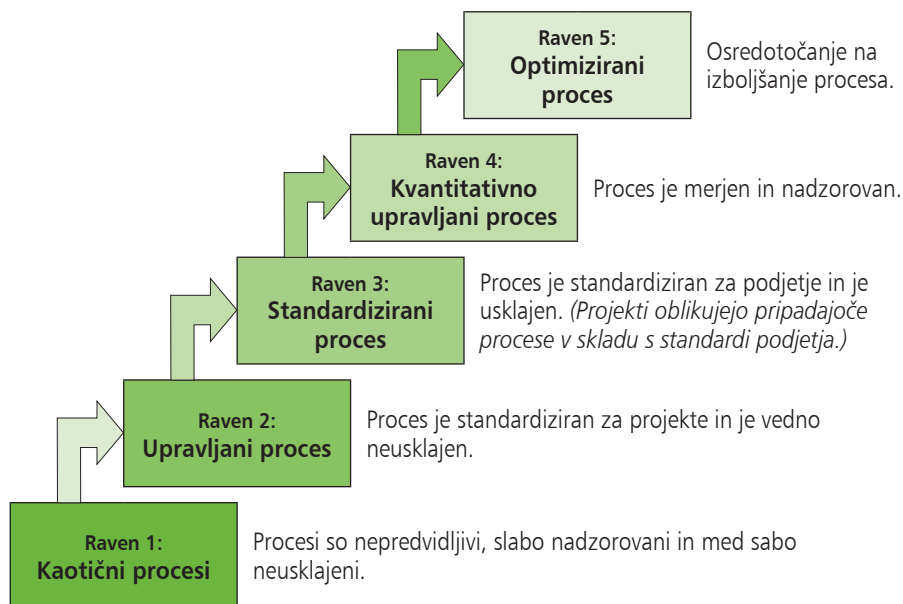 Raven 5:
Optimizirani
proces
Osredotočanje na
izboljšanje procesa.
Raven 4:
Kvantitativno
upravljani proces
Proces je merjen in nadzorovan.
Raven 3:
Standardizirani
proces
Proces je standardiziran za podjetje in je
usklajen. (Projekti oblikujejo pripadajoče
procese v skladu s standardi podjetja.)
Raven 2:
Upravljani proces
Proces je standardiziran za projekte in je vedno
neusklajen.
Raven 1:
Kaotični procesi
Procesi so nepredvidljivi, slabo nadzorovani in med sabo
neusklajeni.